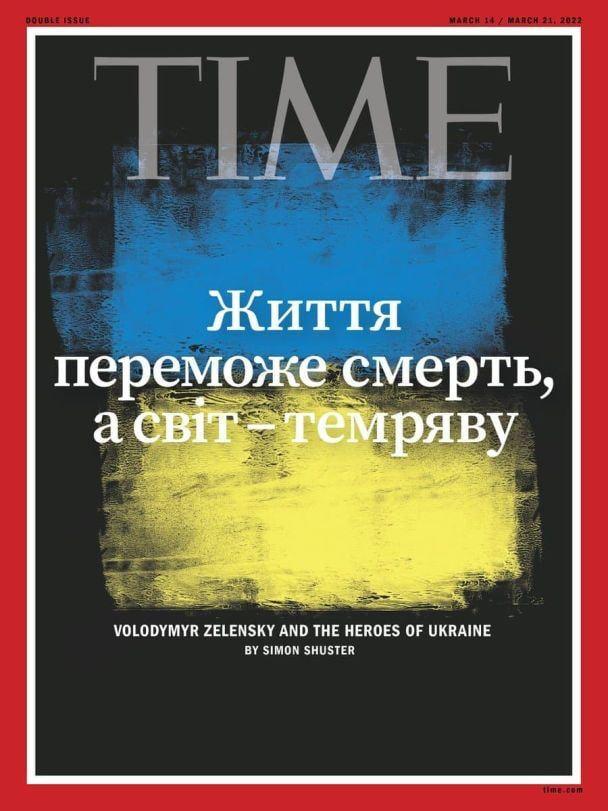 DOUBLE ISSUE
MARCH 14 / MARCH 21, 2022
TIME
Життя
переможе смерть,
а світ – темряву
VOLODYMYR ZELENSKY AND THE HEROES OF UKRAINE
BY SIMON SHUSTER
time.com